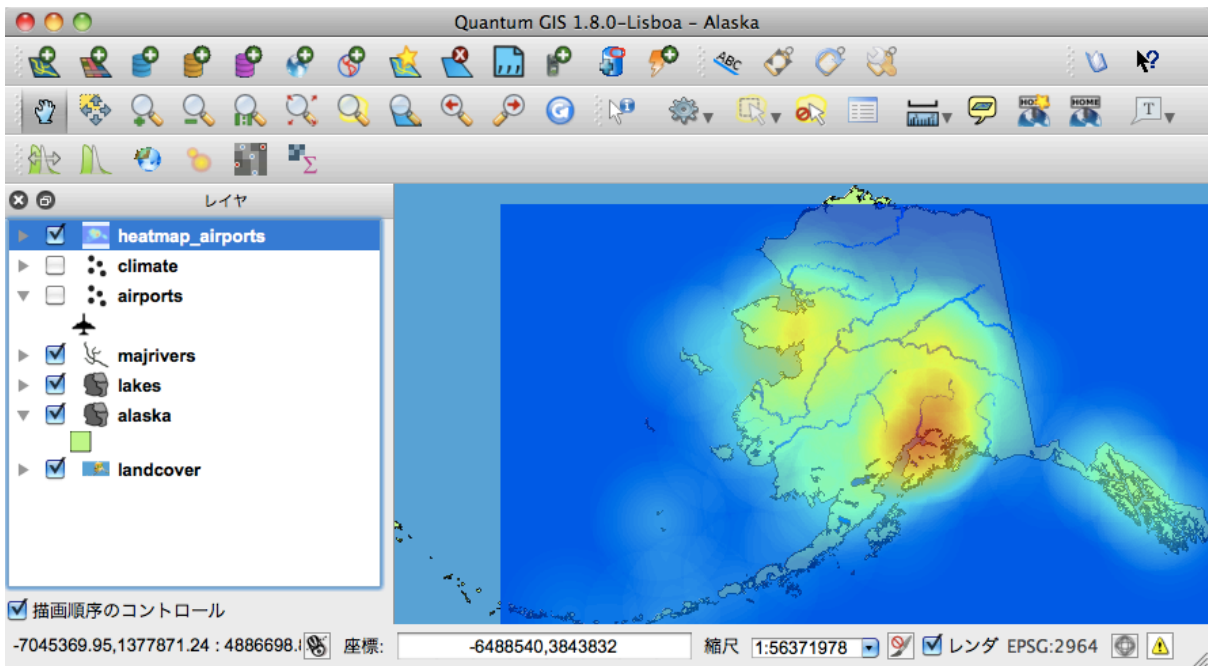 Quantum GIS 1.8.0-Lisboa - Alaska
ABC
HOME
T
Σ
レイヤ
heatmap_airports
climate
airports
majrivers
lakes
alaska
landcover
描画順序のコントロール
-7045369.95,1377871.24 : 4886698.
座標:
-6488540,3843832
縮尺
1:56371978
レンダ
EPSG:2964